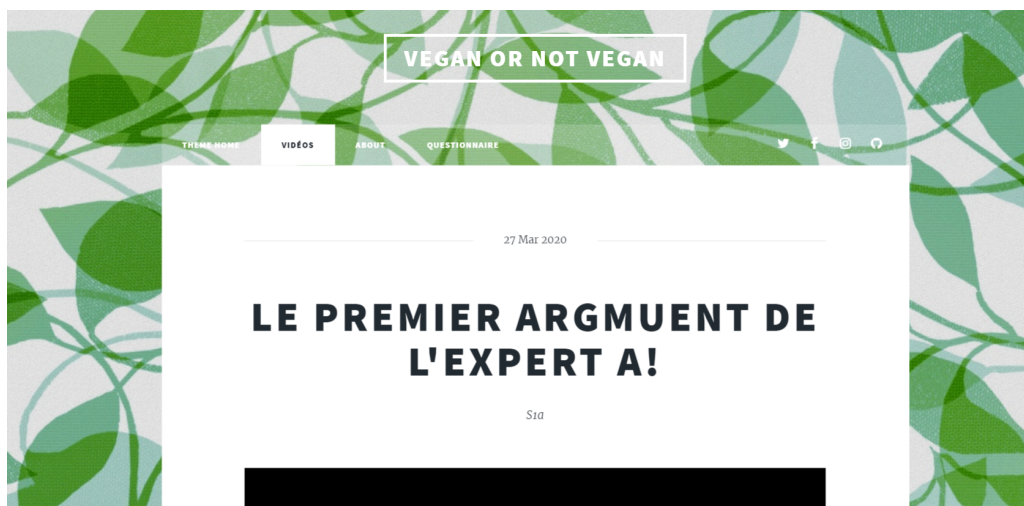 VEGAN OR NOT VEGAN
THEME HOME VIDÉOS ABOUT QUESTIONNAIRE
27 Mar 2020
LE PREMIER ARGMUENT DE
L'EXPERT A!
S1a